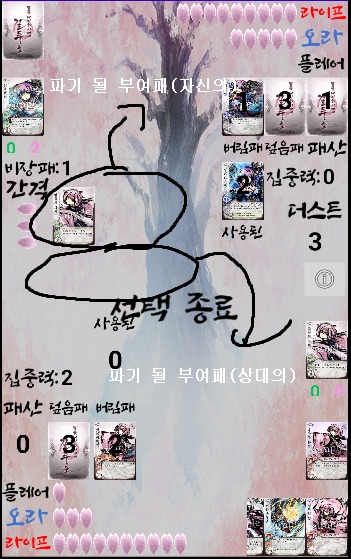 라이프
오라
플레어
파기 될 부여패(자신의)
1 3 1
0 2
버림패 덮음패 패산
비장패:1
간격
2
집중력:0
사용된
더스트
3
선택 종료
사용된
0
집중력:2
파기 될 부여패(상대의)
패산 덮음패 버림패
0 3 2
플레어
오라
라이프